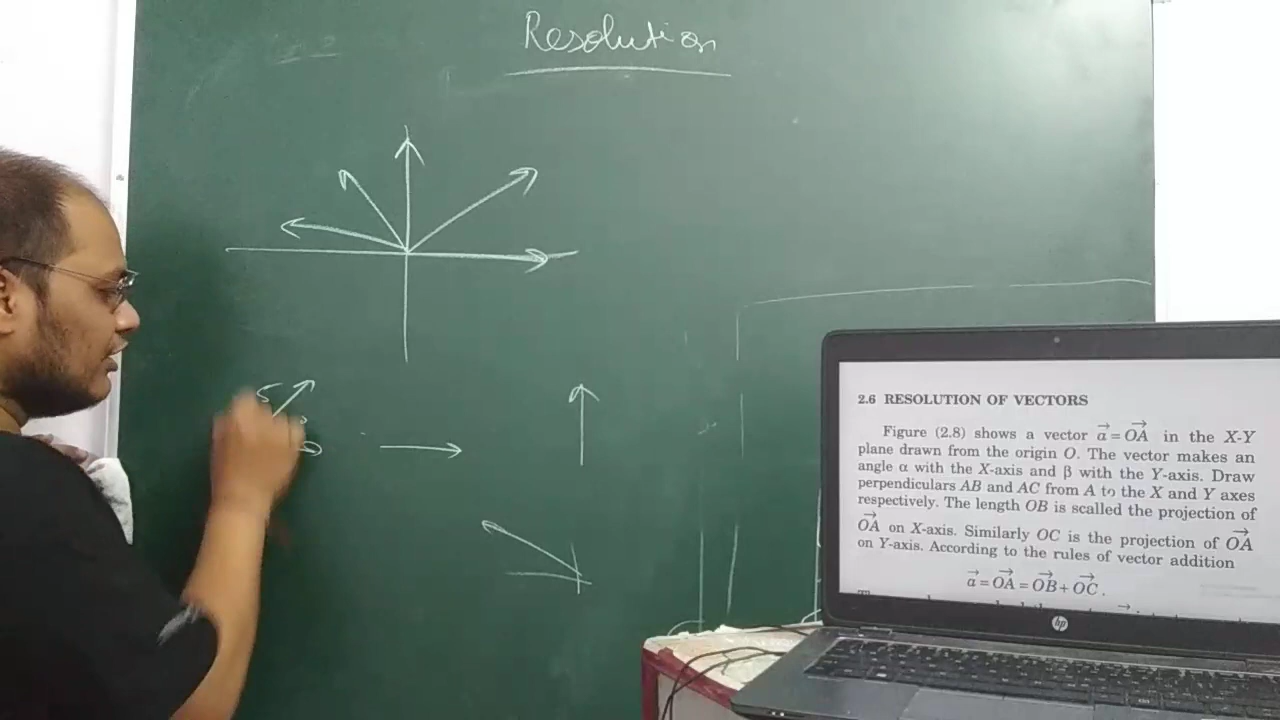 Resolution
5
2.6 RESOLUTION OF VECTORS
Figure (2.8) shows a vector a⃗ = OA⃗ in the X-Y
plane drawn from the origin O. The vector makes an
angle α with the X-axis and β with the Y-axis. Draw
perpendiculars AB and AC from A to the X and Y axes
respectively. The length OB is scalled the projection of
OA⃗ on X-axis. Similarly OC is the projection of OA⃗
on Y-axis. According to the rules of vector addition
a⃗ = OA⃗ = OB⃗ + OC⃗ .
hp